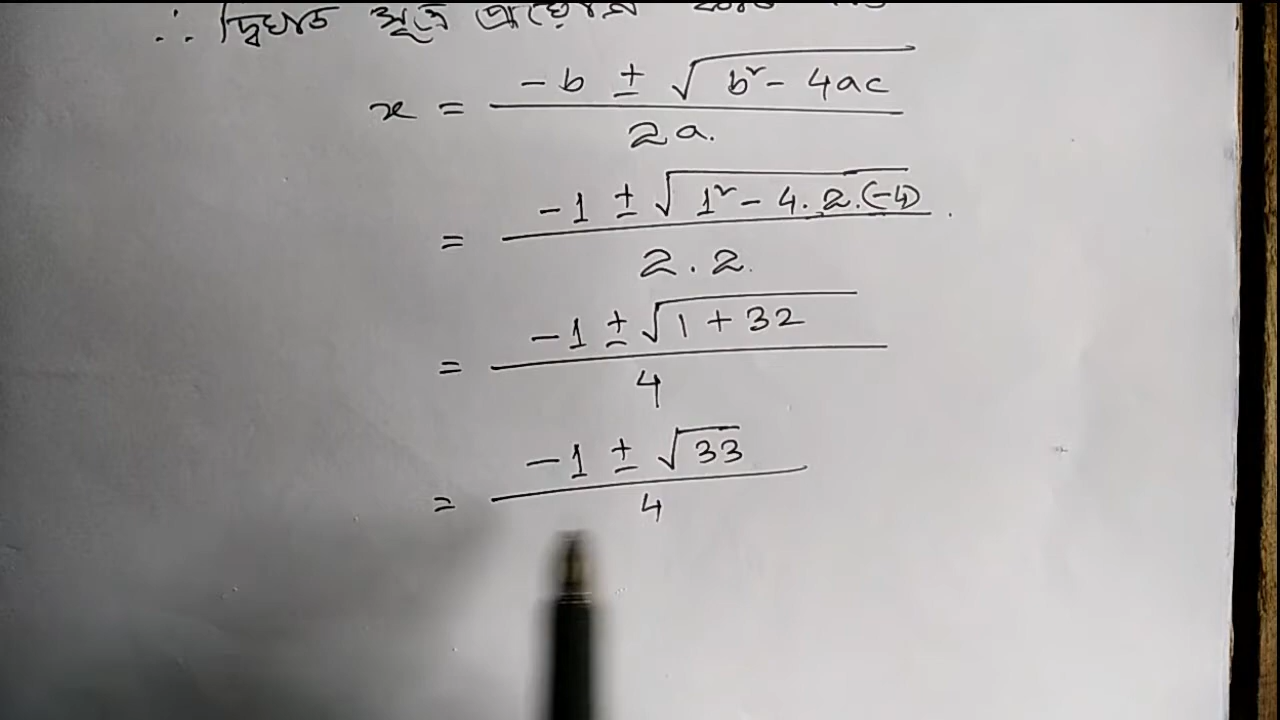 ∴ দ্বিঘাত সূত্র প্রয়োগ
x = (-b ± √(b² - 4ac)) / 2a.
= (-1 ± √(1² - 4.2.(-4))) / 2.2.
= (-1 ± √(1 + 32)) / 4
= (-1 ± √33) / 4